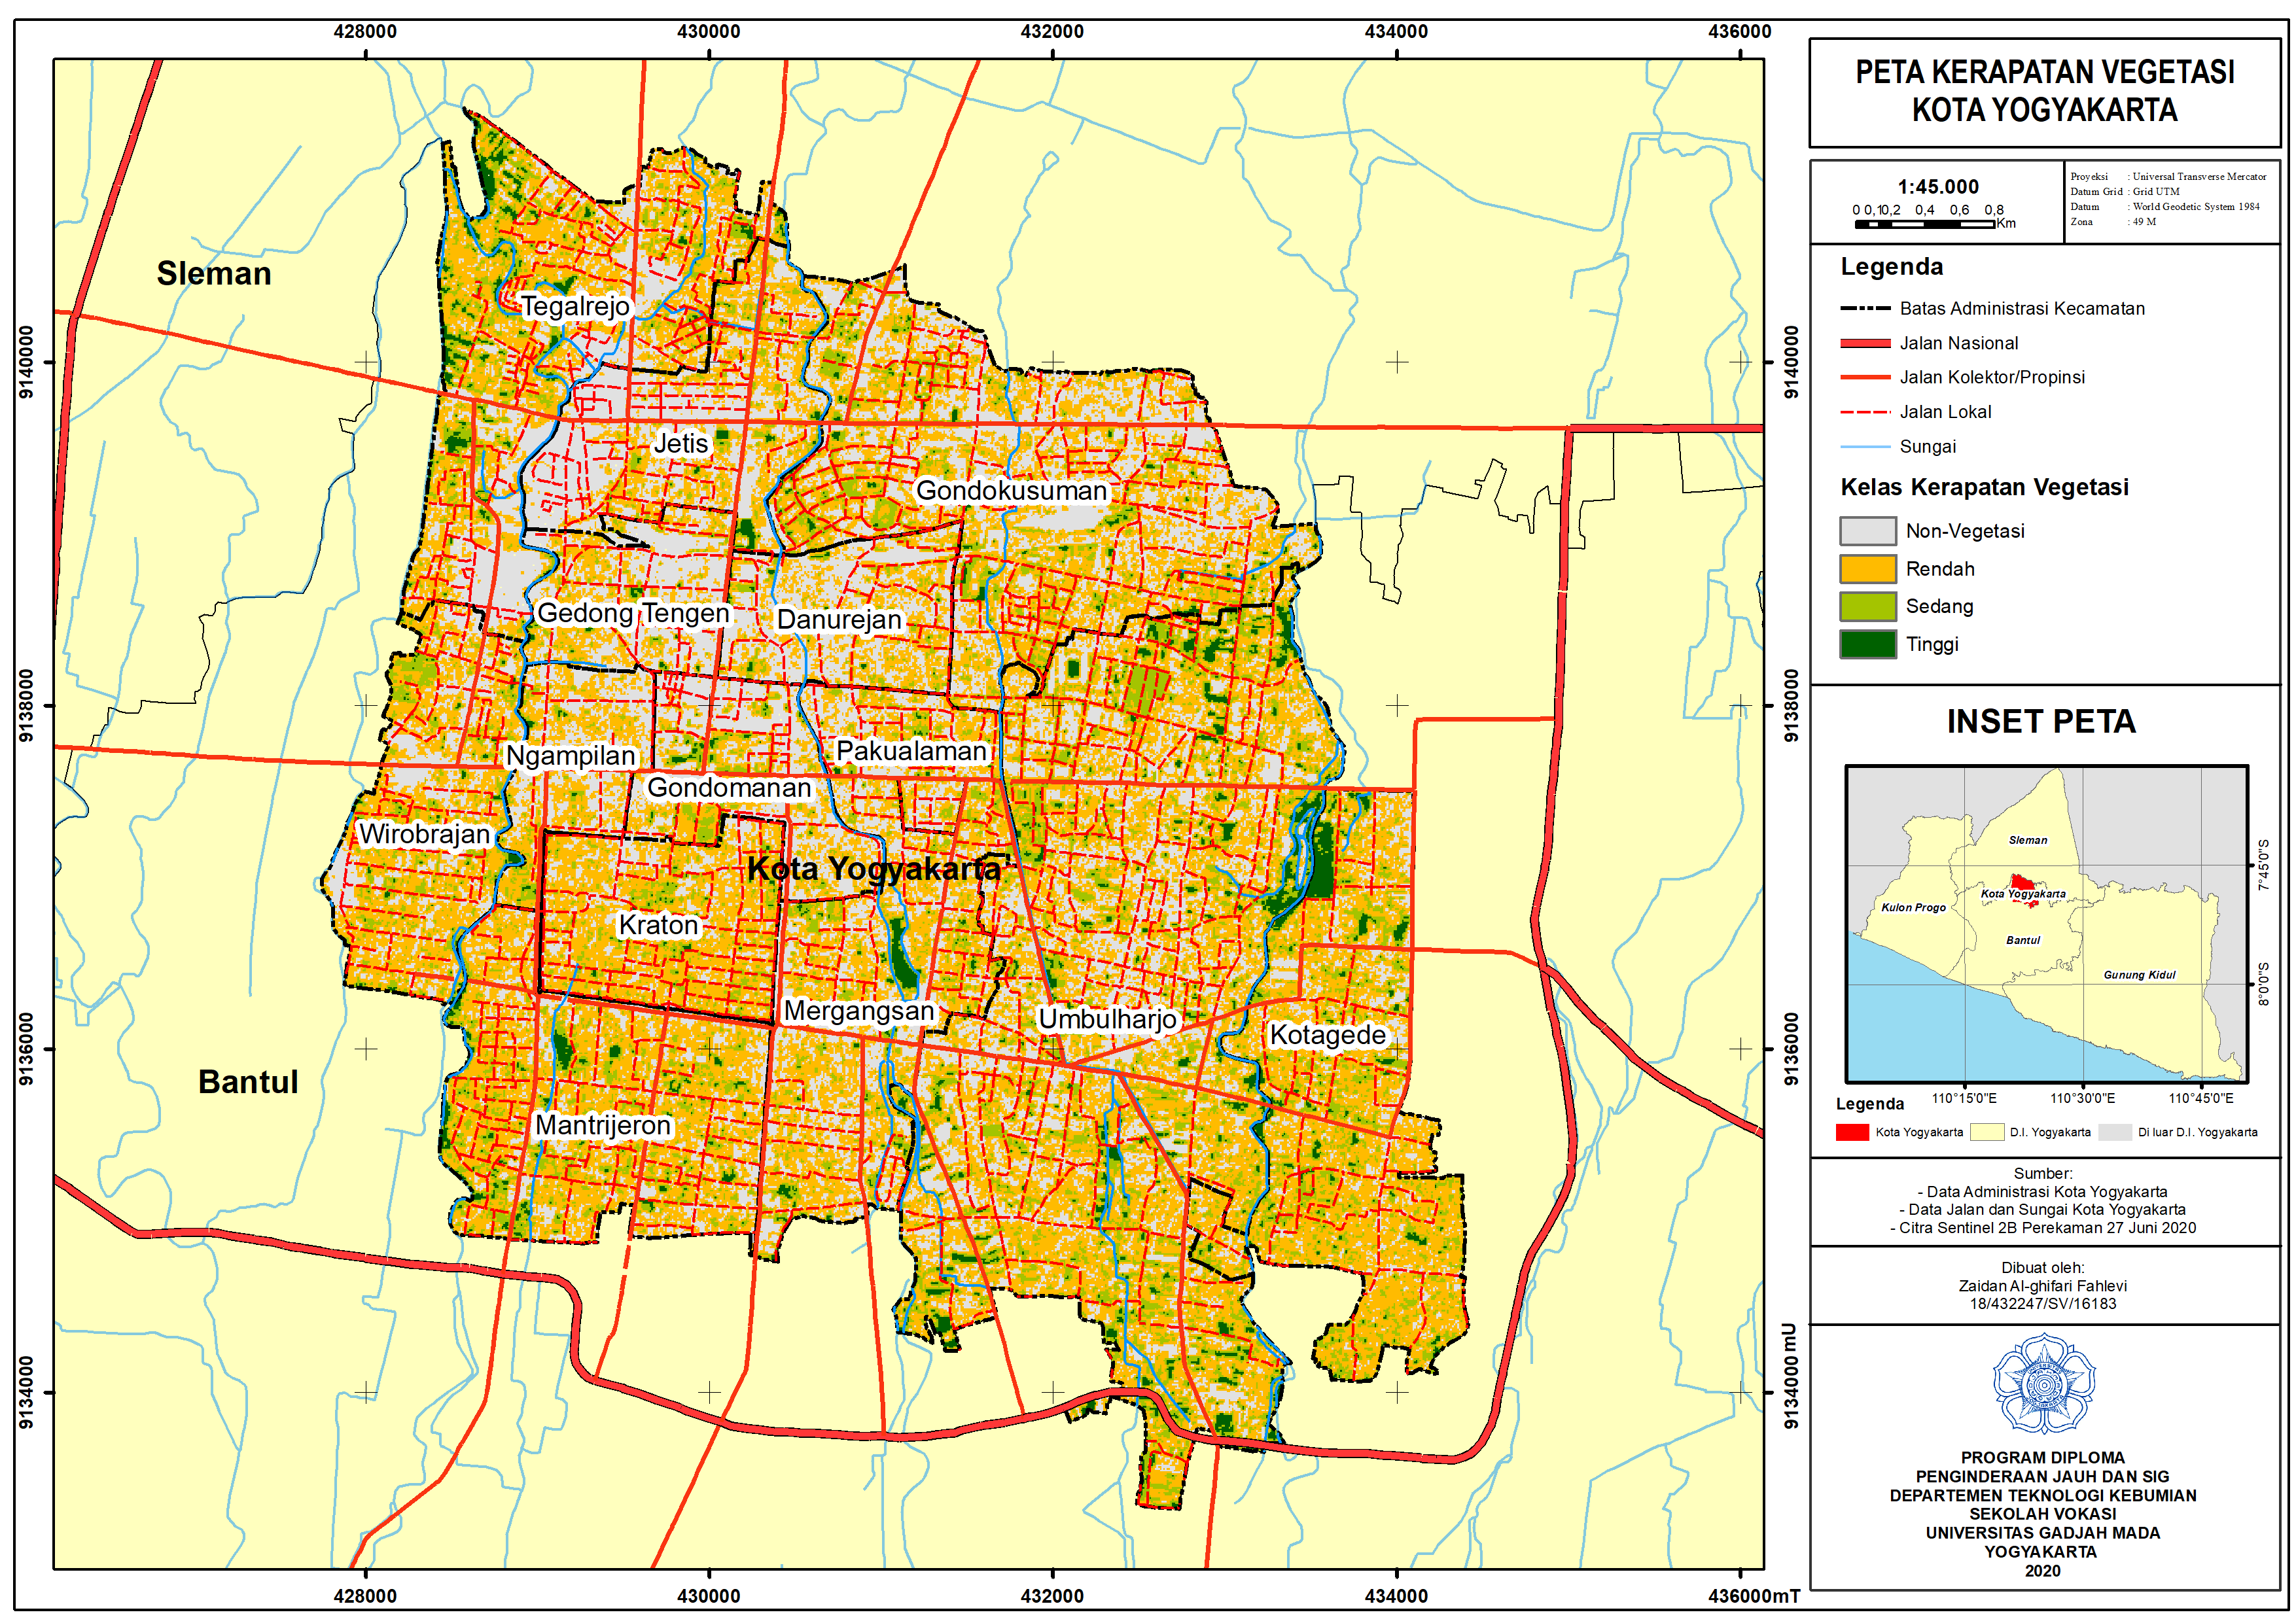 PETA KERAPATAN VEGETASI
KOTA YOGYAKARTA
1:45.000
0 0,10,2 0,4 0,6 0,8
Km
Proyeksi : Universal Transverse Mercator
Datum Grid : Grid UTM
Datum : World Geodetic System 1984
Zona : 49 M
Legenda
Batas Administrasi Kecamatan
Jalan Nasional
Jalan Kolektor/Propinsi
Jalan Lokal
Sungai
Kelas Kerapatan Vegetasi
Non-Vegetasi
Rendah
Sedang
Tinggi
INSET PETA
Sleman
Kota Yogyakarta
Kulon Progo
Bantul
Gunung Kidul
7°45'0"S
8°0'0"S
110°15'0"E 110°30'0"E 110°45'0"E
Legenda
Kota Yogyakarta D.I. Yogyakarta Di luar D.I. Yogyakarta
Sumber:
- Data Administrasi Kota Yogyakarta
- Data Jalan dan Sungai Kota Yogyakarta
- Citra Sentinel 2B Perekaman 27 Juni 2020
Dibuat oleh:
Zaidan Al-ghifari Fahlevi
18/432247/SV/16183
PROGRAM DIPLOMA
PENGINDERAAN JAUH DAN SIG
DEPARTEMEN TEKNOLOGI KEBUMIAN
SEKOLAH VOKASI
UNIVERSITAS GADJAH MADA
YOGYAKARTA
2020
428000 430000 432000 434000 436000
9140000
9138000
9136000
9134000
9140000
9138000
9136000
9134000 mU
428000 430000 432000 434000 436000mT
Sleman
Tegalrejo
Jetis
Gondokusuman
Gedong Tengen
Danurejan
Ngampilan
Pakualaman
Gondomanan
Wirobrajan
Kota Yogyakarta
Kraton
Mergangsan
Umbulharjo
Kotagede
Bantul
Mantrijeron